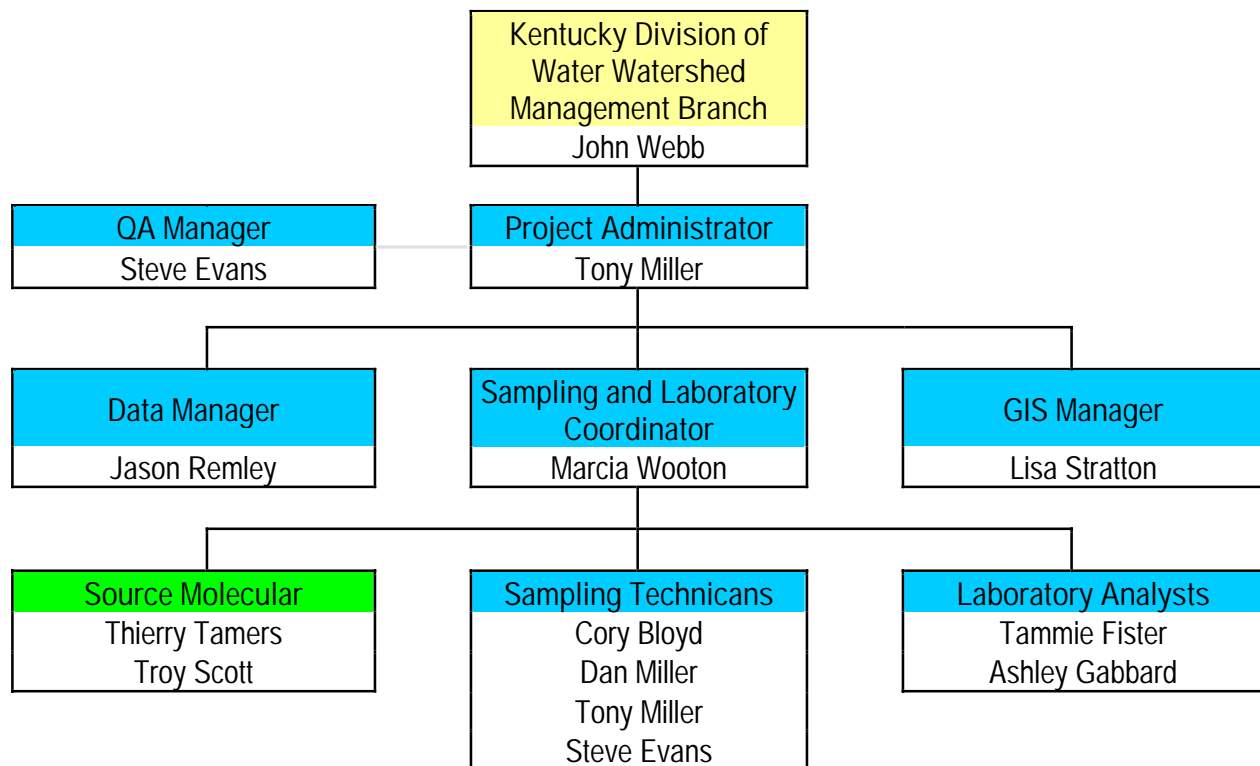 Kentucky Division of
Water Watershed
Management Branch
John Webb
QA Manager
Steve Evans
Project Administrator
Tony Miller
Data Manager
Jason Remley
Sampling and Laboratory
Coordinator
Marcia Wooton
GIS Manager
Lisa Stratton
Source Molecular
Thierry Tamers
Troy Scott
Sampling Technicans
Cory Bloyd
Dan Miller
Tony Miller
Steve Evans
Laboratory Analysts
Tammie Fister
Ashley Gabbard